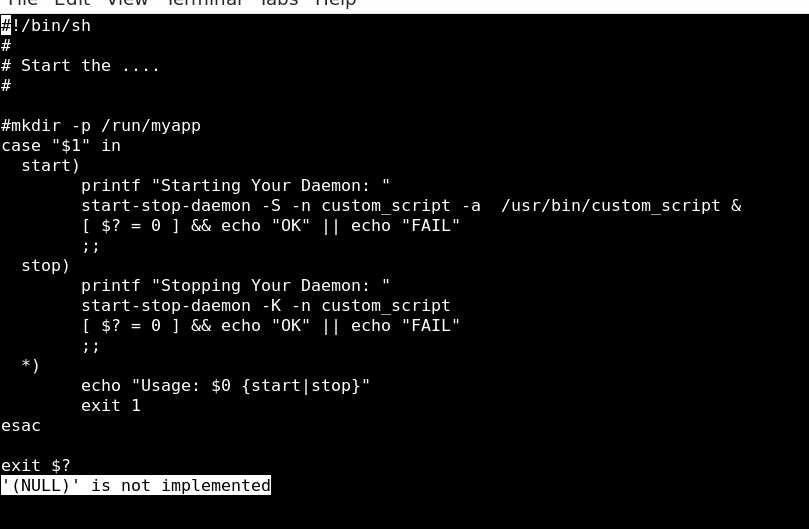 File Edit View Terminal Tabs Help
#!/bin/sh
#
# Start the ....
#

#mkdir -p /run/myapp
case "$1" in
  start)
        printf "Starting Your Daemon: "
        start-stop-daemon -S -n custom_script -a  /usr/bin/custom_script &
        [ $? = 0 ] && echo "OK" || echo "FAIL"
        ;;
  stop)
        printf "Stopping Your Daemon: "
        start-stop-daemon -K -n custom_script
        [ $? = 0 ] && echo "OK" || echo "FAIL"
        ;;
  *)
        echo "Usage: $0 {start|stop}"
        exit 1
esac

exit $?
'(NULL)' is not implemented